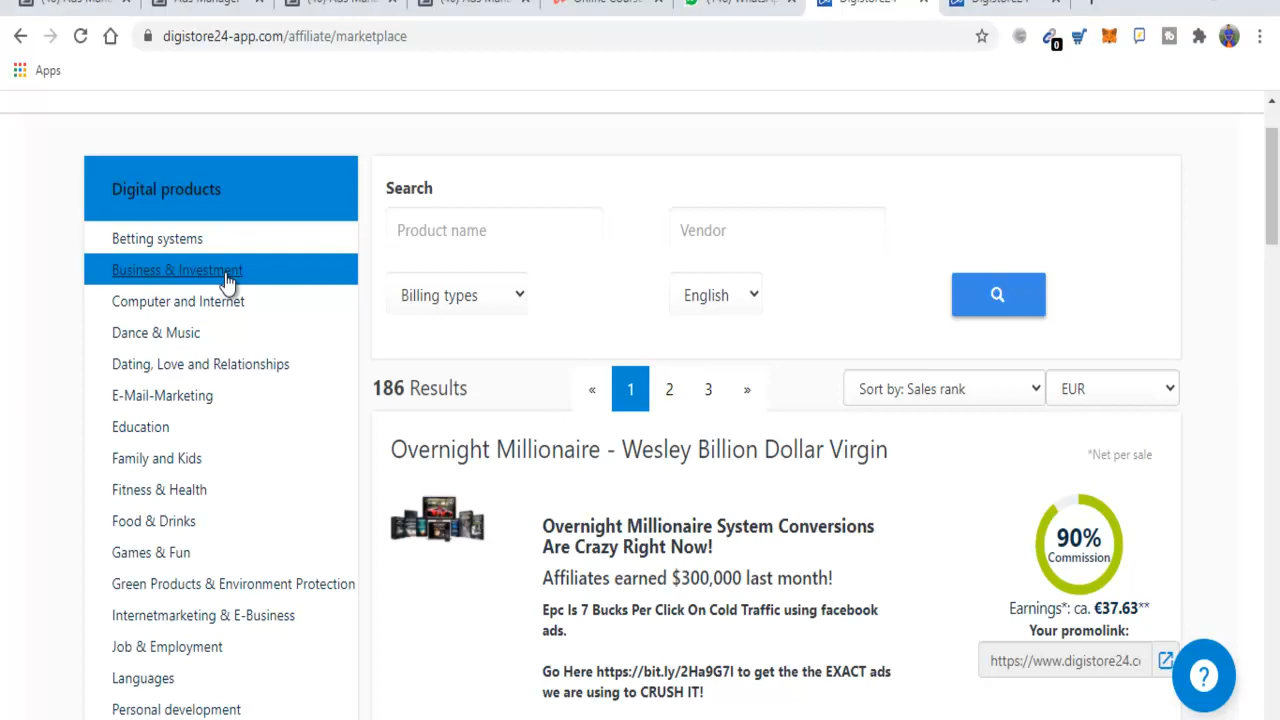 Ads Manager
digistore24-app.com/affiliate/marketplace
0
Apps
Digital products
Betting systems
Business & Investment
Computer and Internet
Dance & Music
Dating, Love and Relationships
E-Mail-Marketing
Education
Family and Kids
Fitness & Health
Food & Drinks
Games & Fun
Green Products & Environment Protection
Internetmarketing & E-Business
Job & Employment
Languages
Personal development
Search
Product name
Vendor
Billing types
English
186 Results
«
1
2
3
»
Sort by: Sales rank
EUR
Overnight Millionaire - Wesley Billion Dollar Virgin
*Net per sale
Overnight Millionaire System Conversions
Are Crazy Right Now!
Affiliates earned $300,000 last month!
Epc Is 7 Bucks Per Click On Cold Traffic using facebook
ads.
Go Here https://bit.ly/2Ha9G7I to get the the EXACT ads
we are using to CRUSH IT!
90%
Commission
Earnings*: ca. €37.63**
Your promolink:
https://www.digistore24.c
?